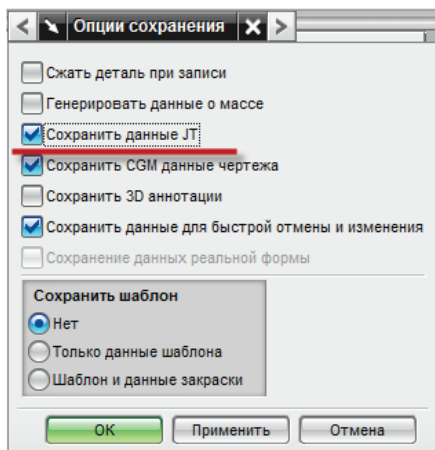 Опции сохранения
Сжать деталь при записи
Генерировать данные о массе
Сохранить данные JT
Сохранить CGM данные чертежа
Сохранить 3D аннотации
Сохранить данные для быстрой отмены и изменения
Сохранение данных реальной формы
Сохранить шаблон
Нет
Только данные шаблона
Шаблон и данные закраски
ОК Применить Отмена